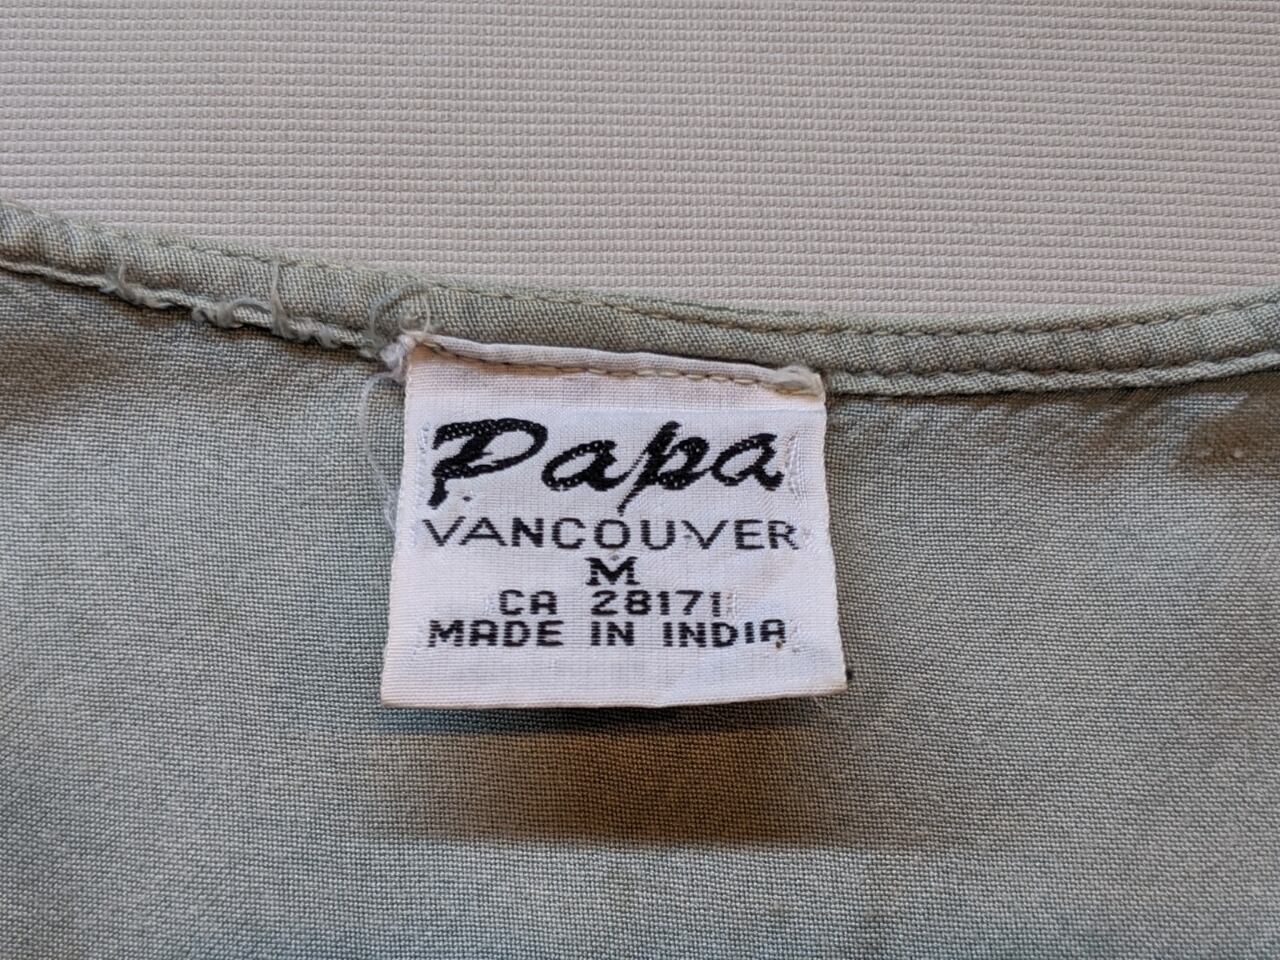 Papa
VANCOUVER
M
CA 28171
MADE IN INDIA